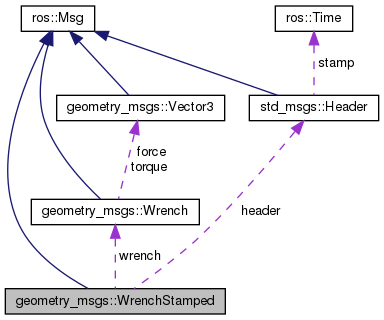 ros::Msg
ros::Time
stamp
geometry_msgs::Vector3
std_msgs::Header
force
torque
geometry_msgs::Wrench
header
wrench
geometry_msgs::WrenchStamped